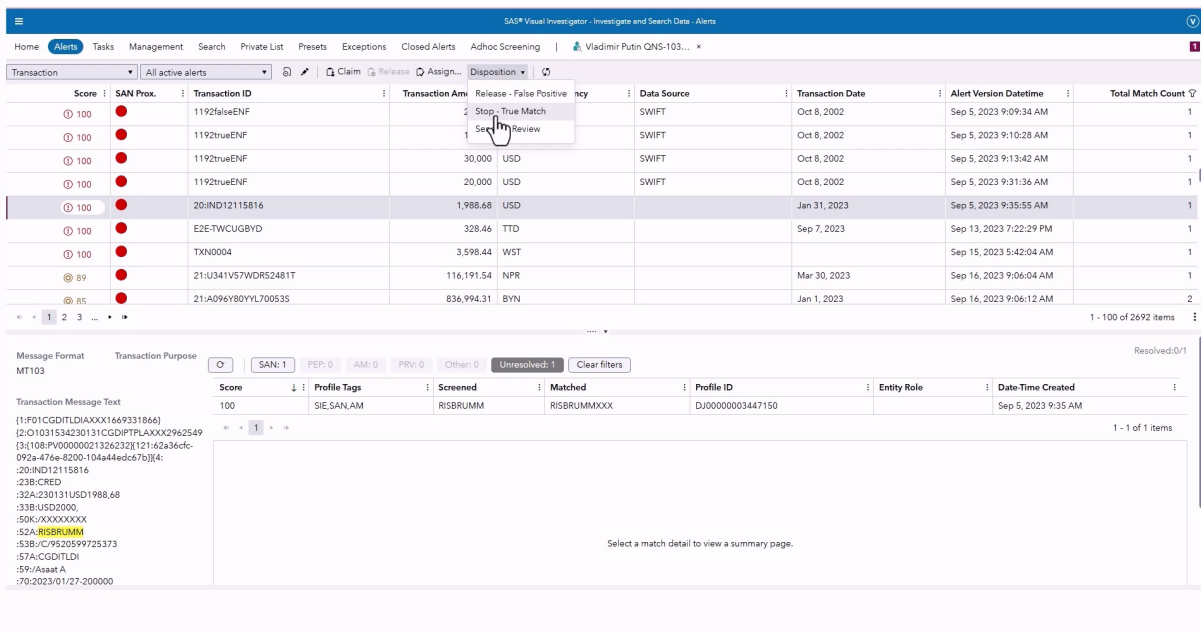 SAS® Visual Investigator - Investigate and Search Data - Alerts
V
Home Alerts Tasks Management Search Private List Presets Exceptions Closed Alerts Adhoc Screening | Vladimir Putin QNS-103... ×
1
Transaction All active alerts Claim Release Assign... Disposition
Release - False Positive
Stop - True Match
Se Review
Score SAN Prox. Transaction ID Transaction Am cy Data Source Transaction Date Alert Version Datetime Total Match Count
100 1192falseENF 2 SWIFT Oct 8, 2002 Sep 5, 2023 9:09:34 AM 1
100 1192trueENF 1 SWIFT Oct 8, 2002 Sep 5, 2023 9:10:28 AM 1
100 1192trueENF 30,000 USD SWIFT Oct 8, 2002 Sep 5, 2023 9:13:42 AM 1
100 1192trueENF 20,000 USD SWIFT Oct 8, 2002 Sep 5, 2023 9:31:36 AM 1
100 20:IND12115816 1,988.68 USD Jan 31, 2023 Sep 5, 2023 9:35:55 AM 1
100 E2E-TWCUGBYD 328.46 TTD Sep 7, 2023 Sep 13, 2023 7:22:29 PM 1
100 TXN0004 3,598.44 WST Sep 15, 2023 5:42:04 AM 1
89 21:U341V57WDR52481T 116,191.54 NPR Mar 30, 2023 Sep 16, 2023 9:06:04 AM 1
85 21:A096Y80YYL70053S 836,994.31 BYN Jan 1, 2023 Sep 16, 2023 9:06:12 AM 2
1 2 3 ... 1 - 100 of 2692 items
Resolved:0/1
Message Format Transaction Purpose
MT103
SAN: 1 PEP: 0 AM: 0 PRV: 0 Other: 0 Unresolved: 1 Clear filters
Score Profile Tags Screened Matched Profile ID Entity Role Date-Time Created
100 SIE,SAN,AM RISBRUMM RISBRUMMXXX DJ00000003447150 Sep 5, 2023 9:35 AM
1 1 - 1 of 1 items
Transaction Message Text
{1:F01CGDITLDIAXXX1669331866}
{2:O1031534230131CGDIPTPLAXXX2962549
{3:{108:PV00000021326232}{121:62a36cfc-
092a-476e-8200-104a44edc67b}}{4:
:20:IND12115816
:23B:CRED
:32A:230131USD1988,68
:33B:USD2000,
:50K:/XXXXXXXX
:52A:RISBRUMM
:53B:/C/9520599725373
:57A:CGDITLDI
:59:/Asaat A
:70:2023/01/27-200000
Select a match detail to view a summary page.